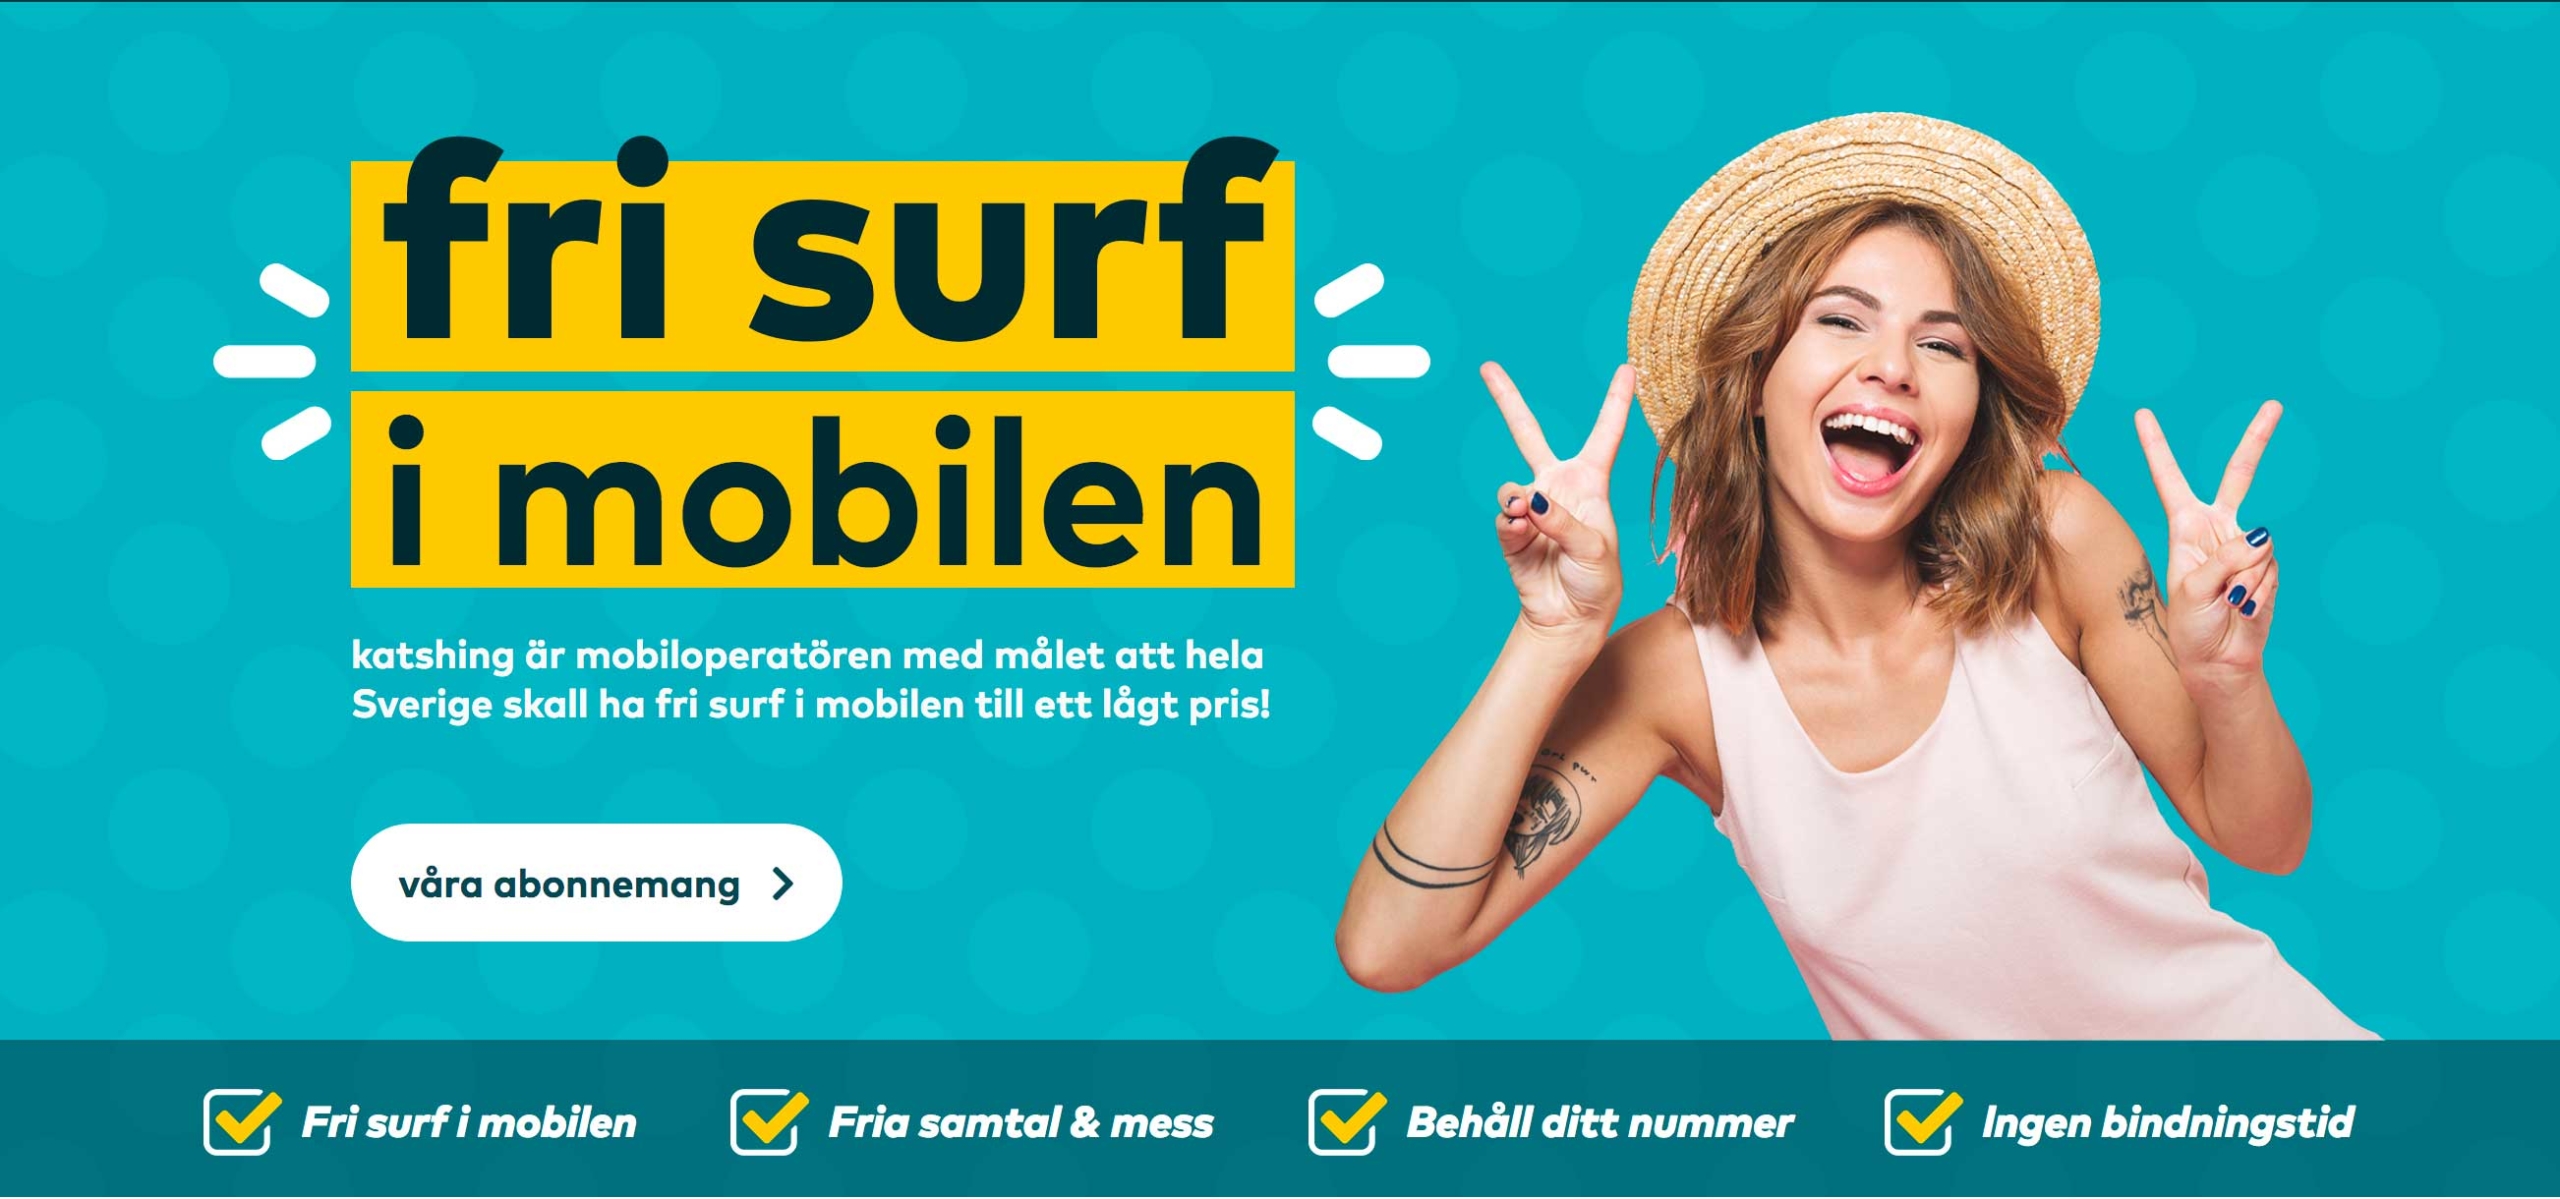 fri surf
i mobilen
katshing är mobiloperatören med målet att hela
Sverige skall ha fri surf i mobilen till ett lågt pris!
våra abonnemang
Fri surf i mobilen
Fria samtal & mess
Behåll ditt nummer
Ingen bindningstid